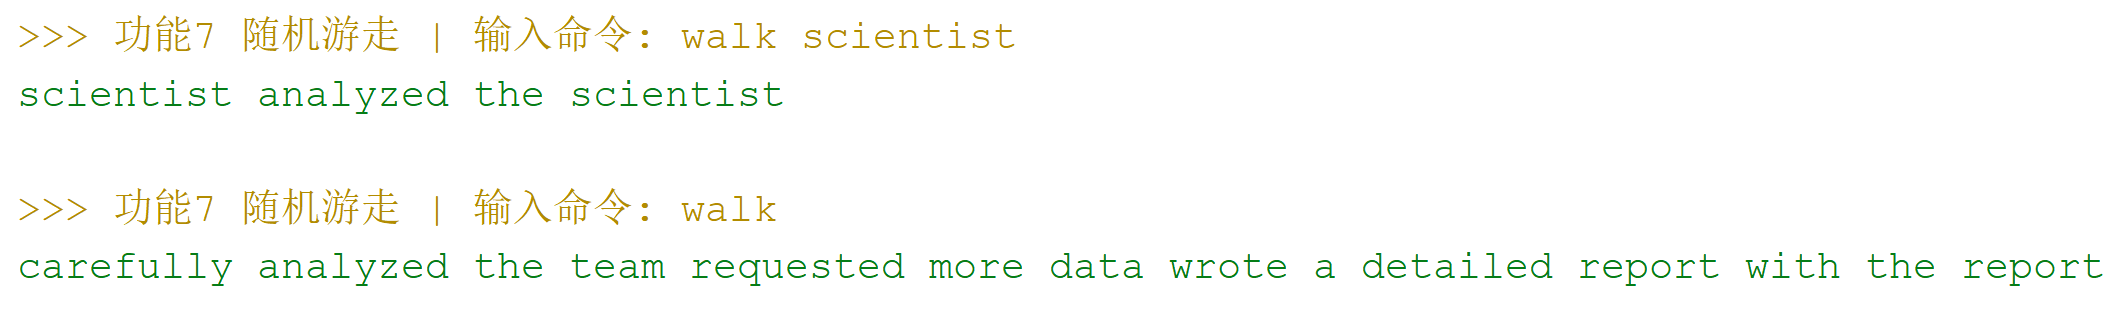 >>> 功能7 随机游走 | 输入命令: walk scientist
scientist analyzed the scientist
>>> 功能7 随机游走 | 输入命令: walk
carefully analyzed the team requested more data wrote a detailed report with the report